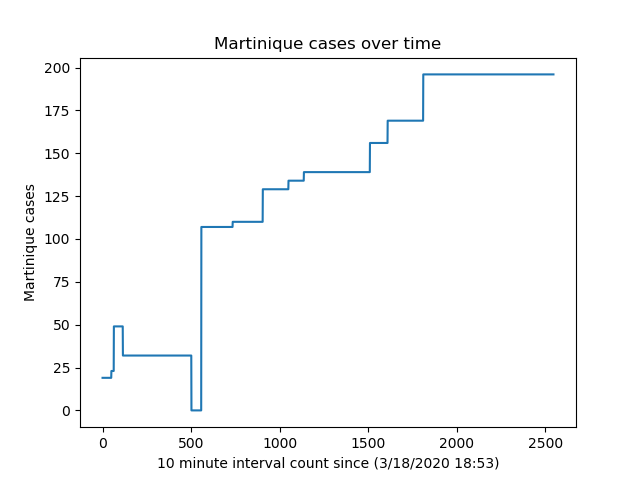 Martinique cases over time
200
175
150
125
100
75
50
25
0
Martinique cases
0 500 1000 1500 2000 2500
10 minute interval count since (3/18/2020 18:53)